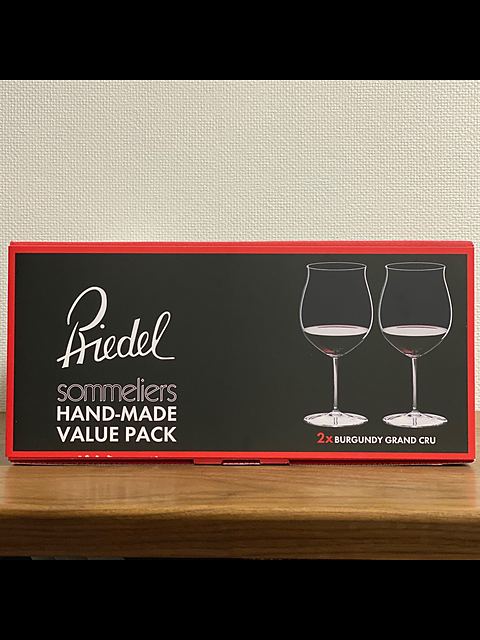 Riedel
sommeliers
HAND-MADE
VALUE PACK
2x BURGUNDY GRAND CRU